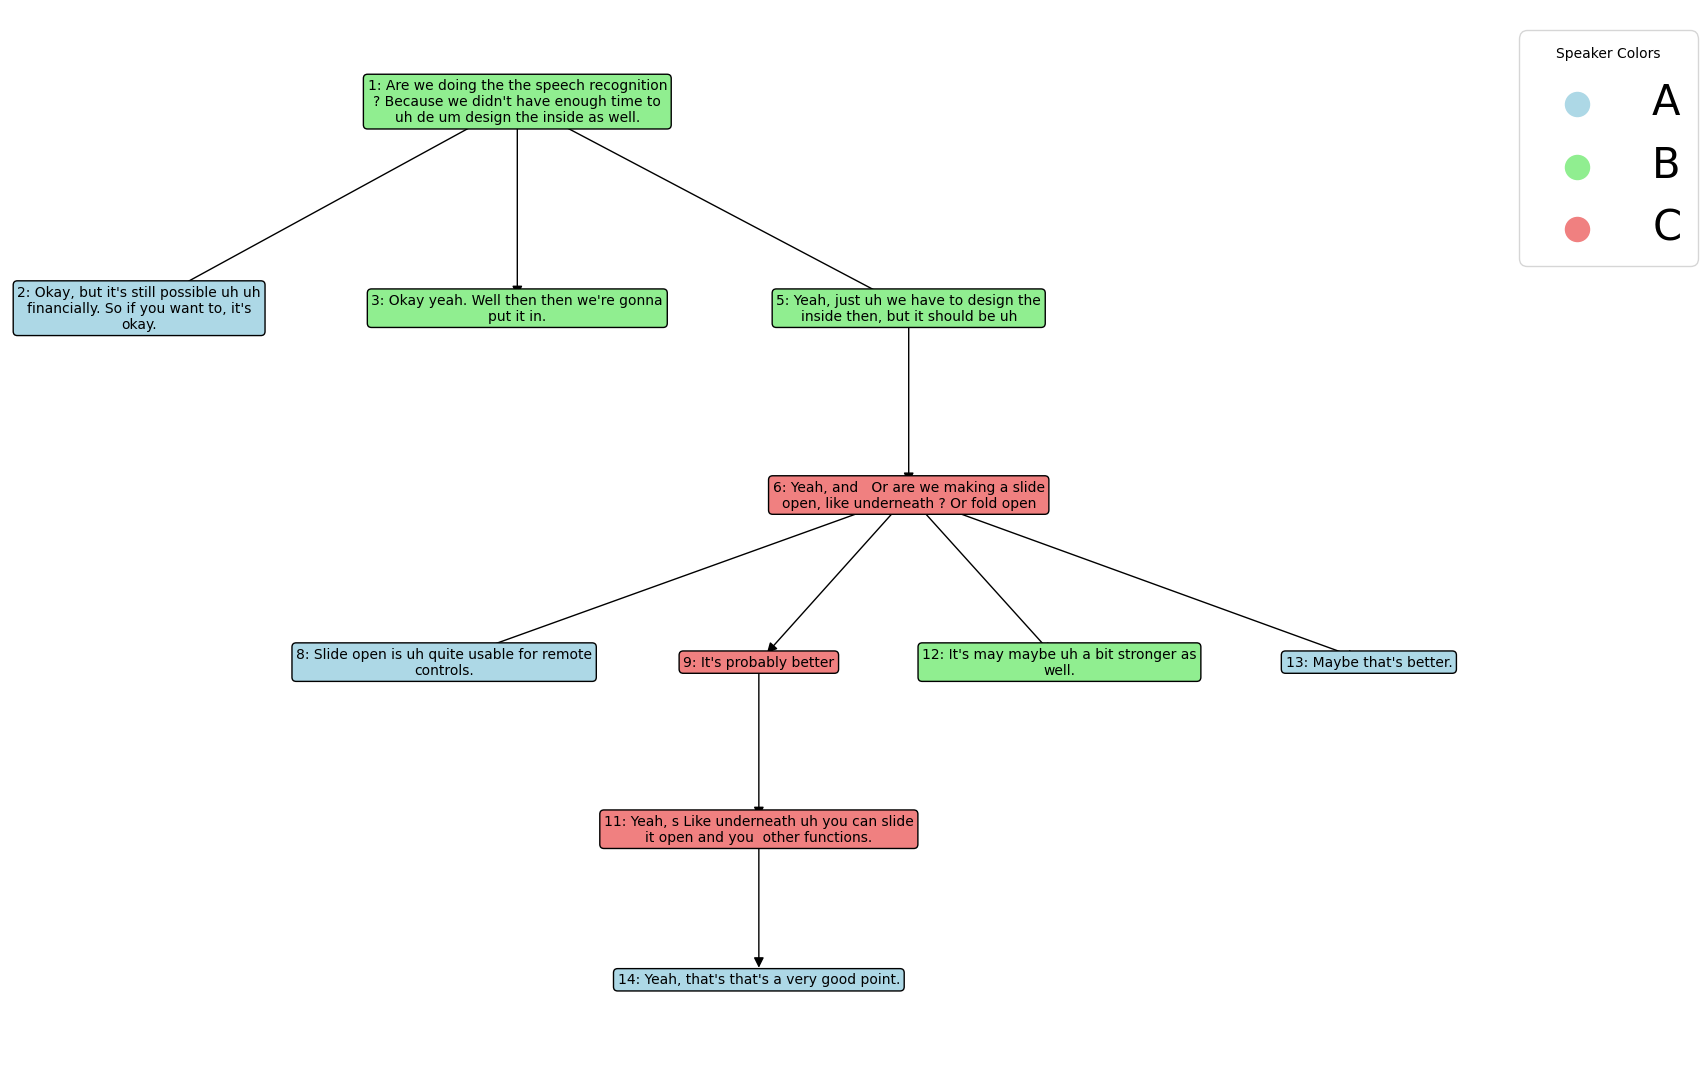 1: Are we doing the the speech recognition
? Because we didn't have enough time to
uh de um design the inside as well.
Speaker Colors
A
B
C
2: Okay, but it's still possible uh uh
financially. So if you want to, it's
okay.
3: Okay yeah. Well then then we're gonna
put it in.
5: Yeah, just uh we have to design the
inside then, but it should be uh
6: Yeah, and   Or are we making a slide
open, like underneath ? Or fold open
8: Slide open is uh quite usable for remote
controls.
9: It's probably better
12: It's may maybe uh a bit stronger as
well.
13: Maybe that's better.
11: Yeah, s Like underneath uh you can slide
it open and you  other functions.
14: Yeah, that's that's a very good point.